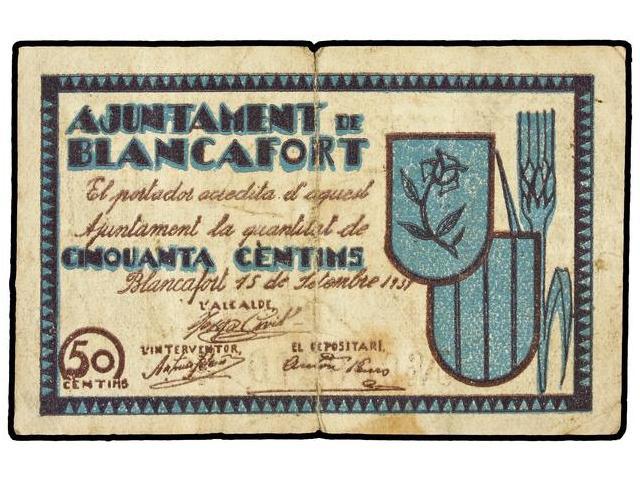 AJUNTAMENT DE
BLANCAFORT
El portador acredita d'aquest
Ajuntament la quantitat de
CINQUANTA CÈNTIMS
Blancafort 15 de Setembre 1937
L'ALCALDE,
L'INTERVENTOR,
EL DEPOSITARI,
50
CÈNTIMS